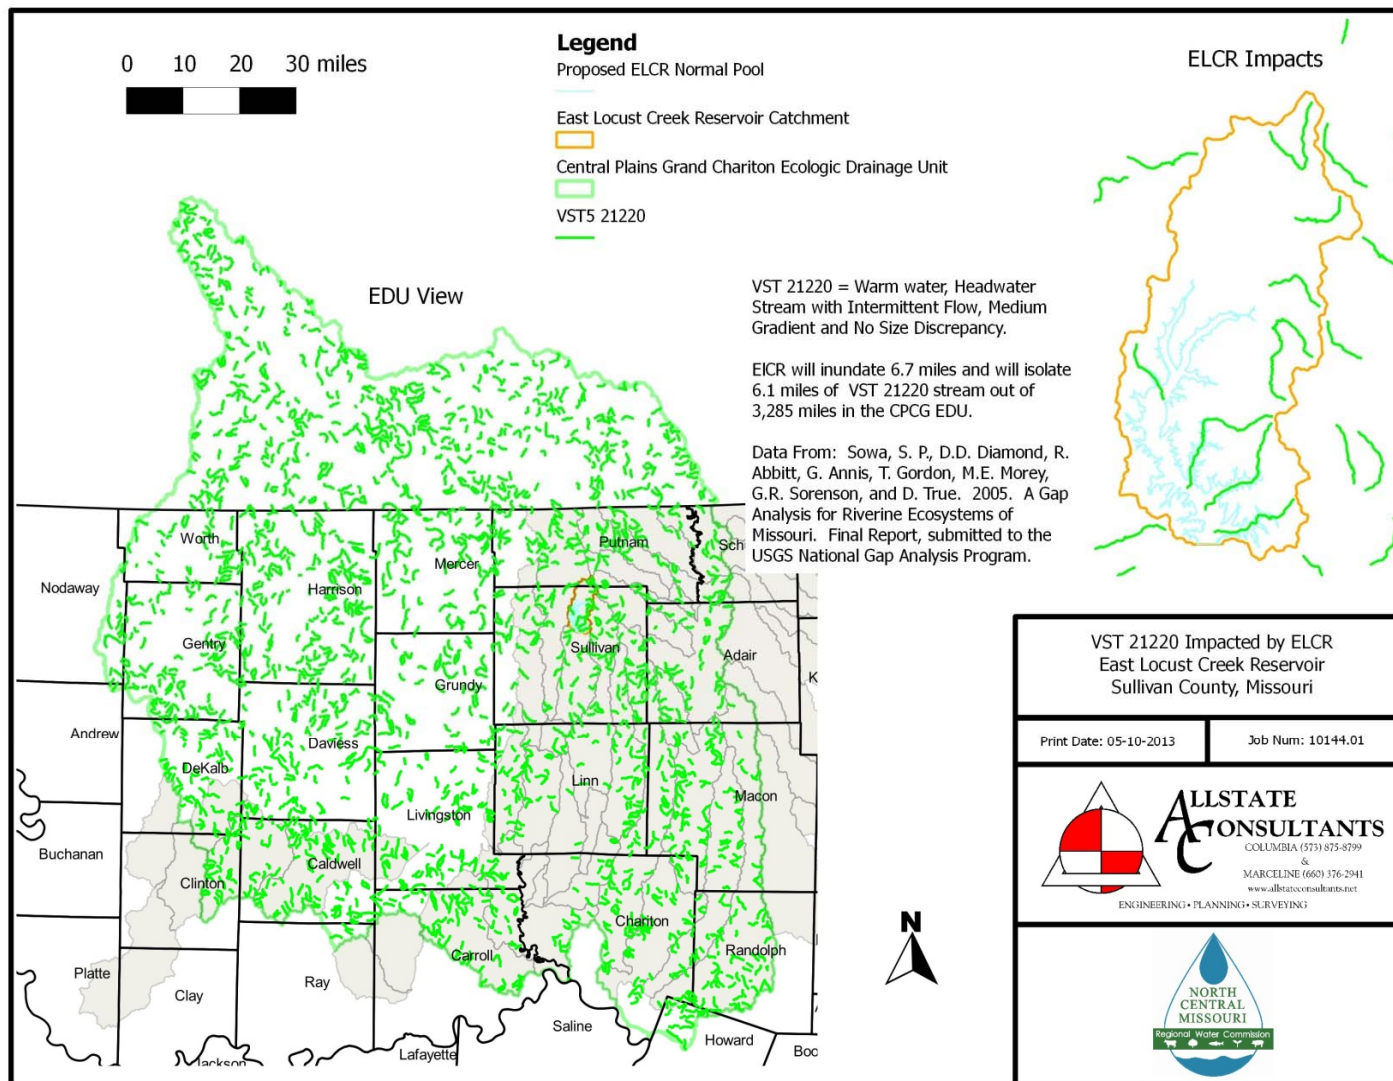 0 10 20 30 miles
Legend
Proposed ELCR Normal Pool
East Locust Creek Reservoir Catchment
Central Plains Grand Chariton Ecologic Drainage Unit
VST5 21220
ELCR Impacts
EDU View
VST 21220 = Warm water, Headwater
Stream with Intermittent Flow, Medium
Gradient and No Size Discrepancy.
ElCR will inundate 6.7 miles and will isolate
6.1 miles of VST 21220 stream out of
3,285 miles in the CPCG EDU.
Data From: Sowa, S. P., D.D. Diamond, R.
Abbitt, G. Annis, T. Gordon, M.E. Morey,
G.R. Sorenson, and D. True. 2005. A Gap
Analysis for Riverine Ecosystems of
Missouri. Final Report, submitted to the
USGS National Gap Analysis Program.
Worth
Putnam
Sch
Nodaway
Harrison
Mercer
Gentry
Sullivan
Adair
K
Grundy
Andrew
Daviess
DeKalb
Linn
Macon
Livingston
Buchanan
Caldwell
Clinton
Chariton
Randolph
Carroll
Platte
Ray
Clay
Saline
Howard
Boo
Lafayette
Jackson
N
VST 21220 Impacted by ELCR
East Locust Creek Reservoir
Sullivan County, Missouri
Print Date: 05-10-2013
Job Num: 10144.01
ALLSTATE
CONSULTANTS
COLUMBIA (573) 875-8799
&
MARCELINE (660) 376-2941
www.allstateconsultants.net
ENGINEERING • PLANNING • SURVEYING
NORTH
CENTRAL
MISSOURI
Regional Water Commission